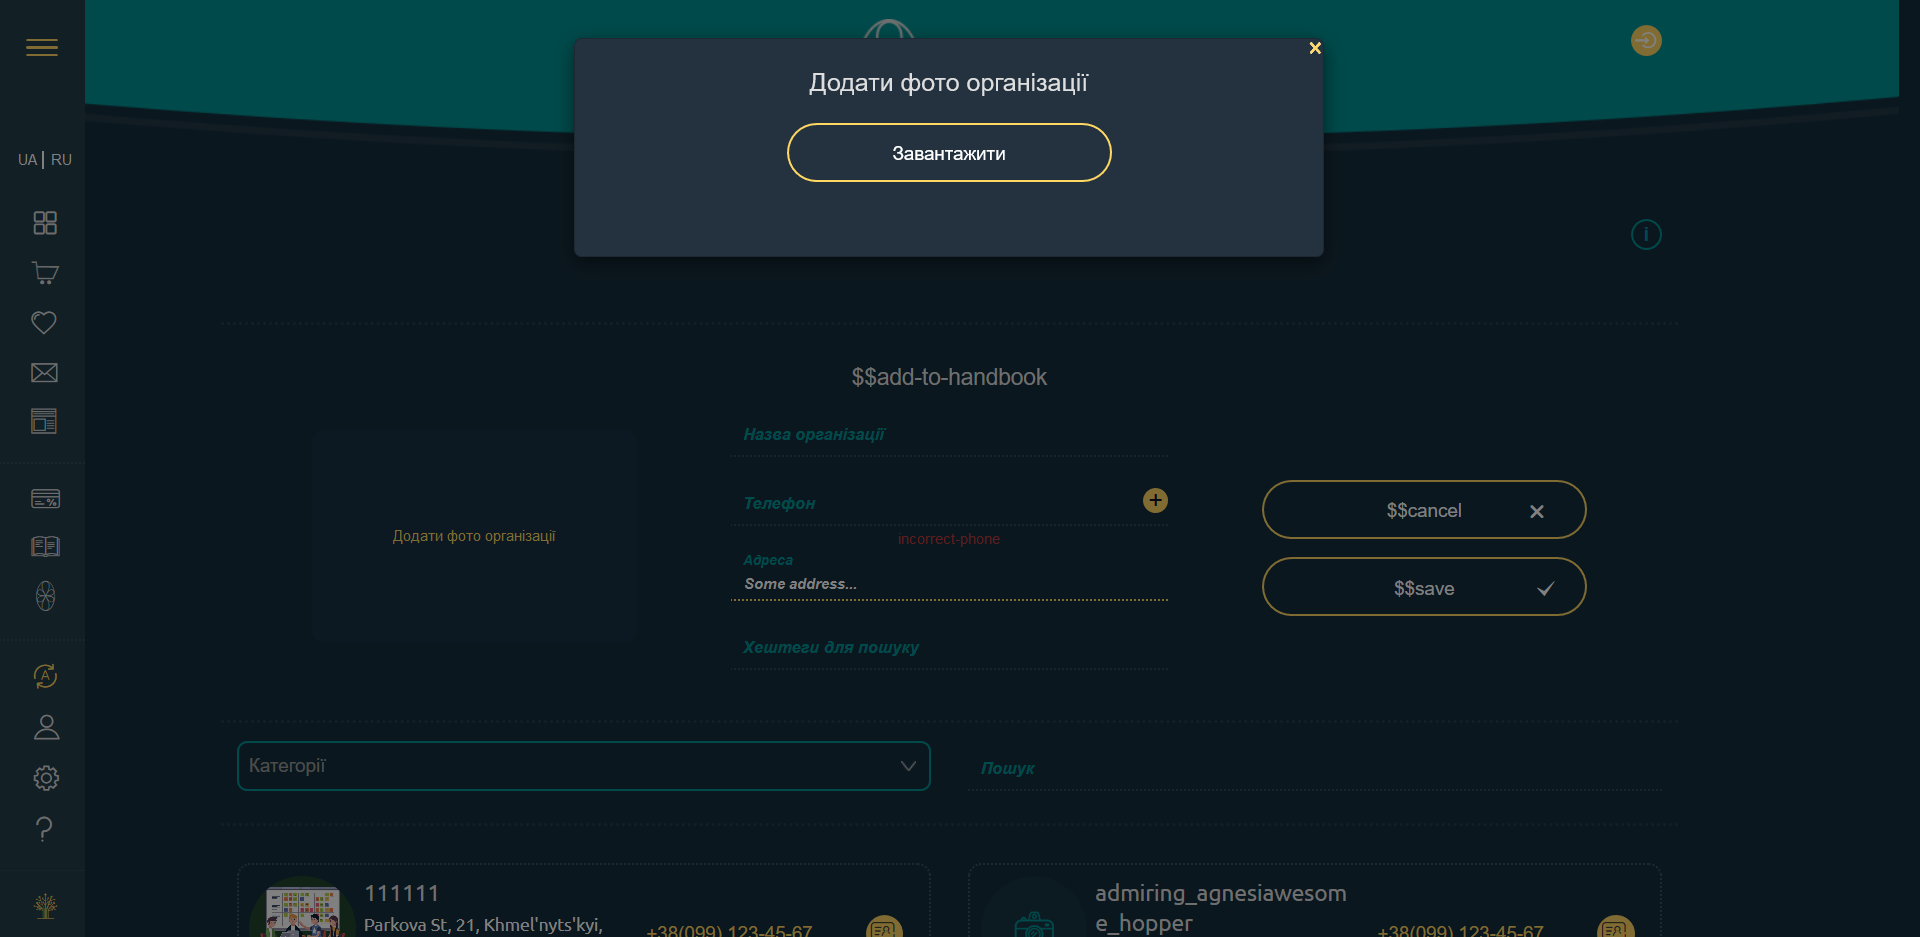 Додати фото організації
Завантажити
UA | RU
i
$$add-to-handbook
Назва організації
Телефон
incorrect-phone
Адреса
Some address...
Хештеги для пошуку
Додати фото організації
$$cancel
$$save
Категорії
Пошук
111111
Parkova St, 21, Khmel'nyts'kyi,
+38(099) 123-45-67
admiring_agnesiawesom
e_hopper
+38(099) 123-45-67